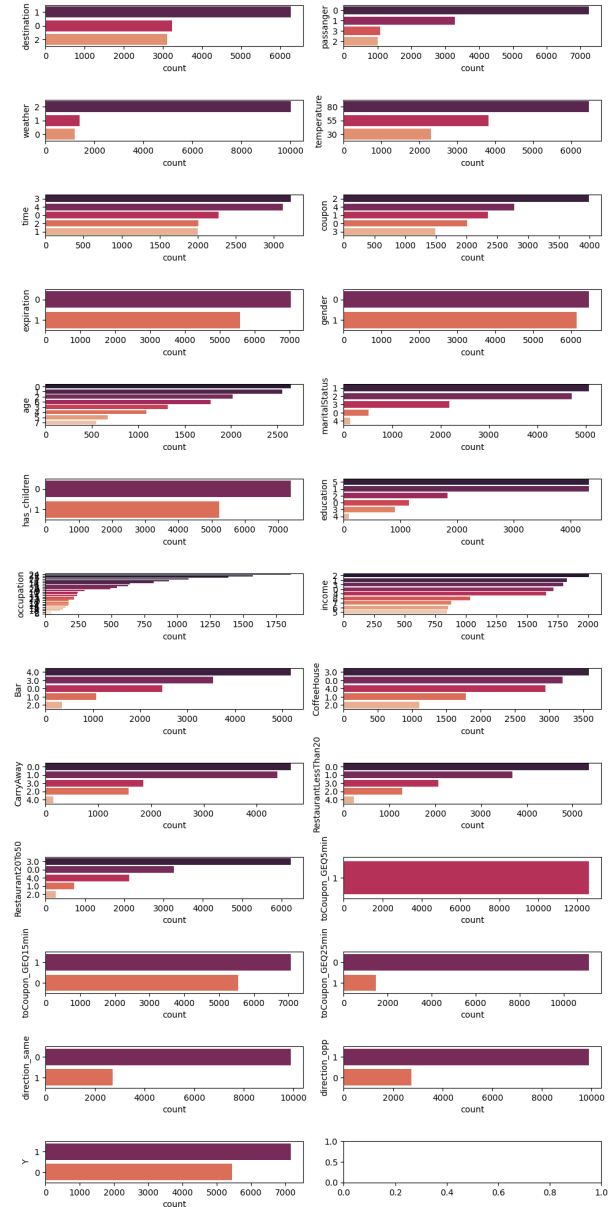 destination
1
0
2
0 1000 2000 3000 4000 5000 6000
count
passanger
0
1
3
2
0 1000 2000 3000 4000 5000 6000 7000
count
weather
2
1
0
0 2000 4000 6000 8000 10000
count
temperature
80
55
30
0 1000 2000 3000 4000 5000 6000
count
time
3
4
0
2
1
0 500 1000 1500 2000 2500 3000
count
coupon
2
4
1
0
3
0 500 1000 1500 2000 2500 3000 3500 4000
count
expiration
0
1
0 1000 2000 3000 4000 5000 6000 7000
count
gender
0
1
0 1000 2000 3000 4000 5000 6000
count
age
0
1
2
6
7
0 500 1000 1500 2000 2500
count
maritalStatus
1
2
3
0
4
0 1000 2000 3000 4000 5000
count
has_children
0
1
0 1000 2000 3000 4000 5000 6000 7000
count
education
5
1
2
0
3
4
0 1000 2000 3000 4000
count
occupation
0 250 500 750 1000 1250 1500 1750
count
income
2
1
5
0 250 500 750 1000 1250 1500 1750 2000
count
Bar
4.0
3.0
0.0
1.0
2.0
0 1000 2000 3000 4000 5000
count
CoffeeHouse
3.0
0.0
4.0
1.0
2.0
0 500 1000 1500 2000 2500 3000 3500
count
CarryAway
0.0
1.0
3.0
2.0
4.0
0 1000 2000 3000 4000
count
RestaurantLessThan20
0.0
1.0
3.0
2.0
4.0
0 1000 2000 3000 4000 5000
count
Restaurant20To50
3.0
0.0
4.0
1.0
2.0
0 1000 2000 3000 4000 5000 6000
count
toCoupon_GEQ5min
1
0 2000 4000 6000 8000 10000 12000
count
toCoupon_GEQ15min
1
0
0 1000 2000 3000 4000 5000 6000 7000
count
toCoupon_GEQ25min
0
1
0 2000 4000 6000 8000 10000
count
direction_same
0
1
0 2000 4000 6000 8000 10000
count
direction_opp
1
0
0 2000 4000 6000 8000 10000
count
Y
1
0
0 1000 2000 3000 4000 5000 6000 7000
count
1.0
0.5
0.0
0.0 0.2 0.4 0.6 0.8 1.0